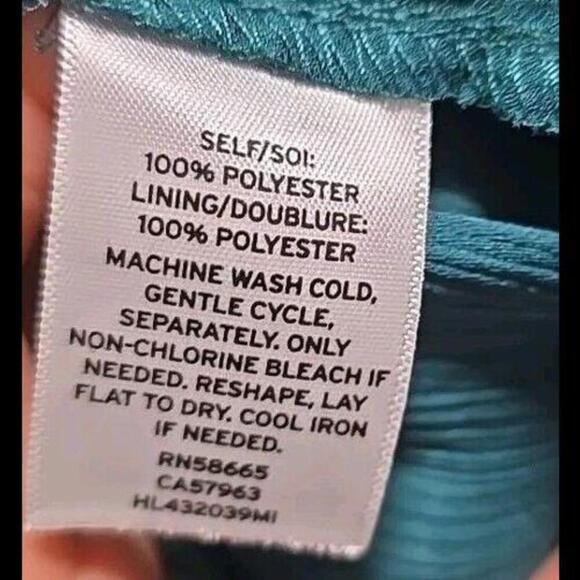 SELF/SOI:
100% POLYESTER
LINING/DOUBLURE:
100% POLYESTER
MACHINE WASH COLD,
GENTLE CYCLE,
SEPARATELY. ONLY
NON-CHLORINE BLEACH IF
NEEDED. RESHAPE, LAY
FLAT TO DRY. COOL IRON
IF NEEDED.
RN58665
CA57963
HL432039MI